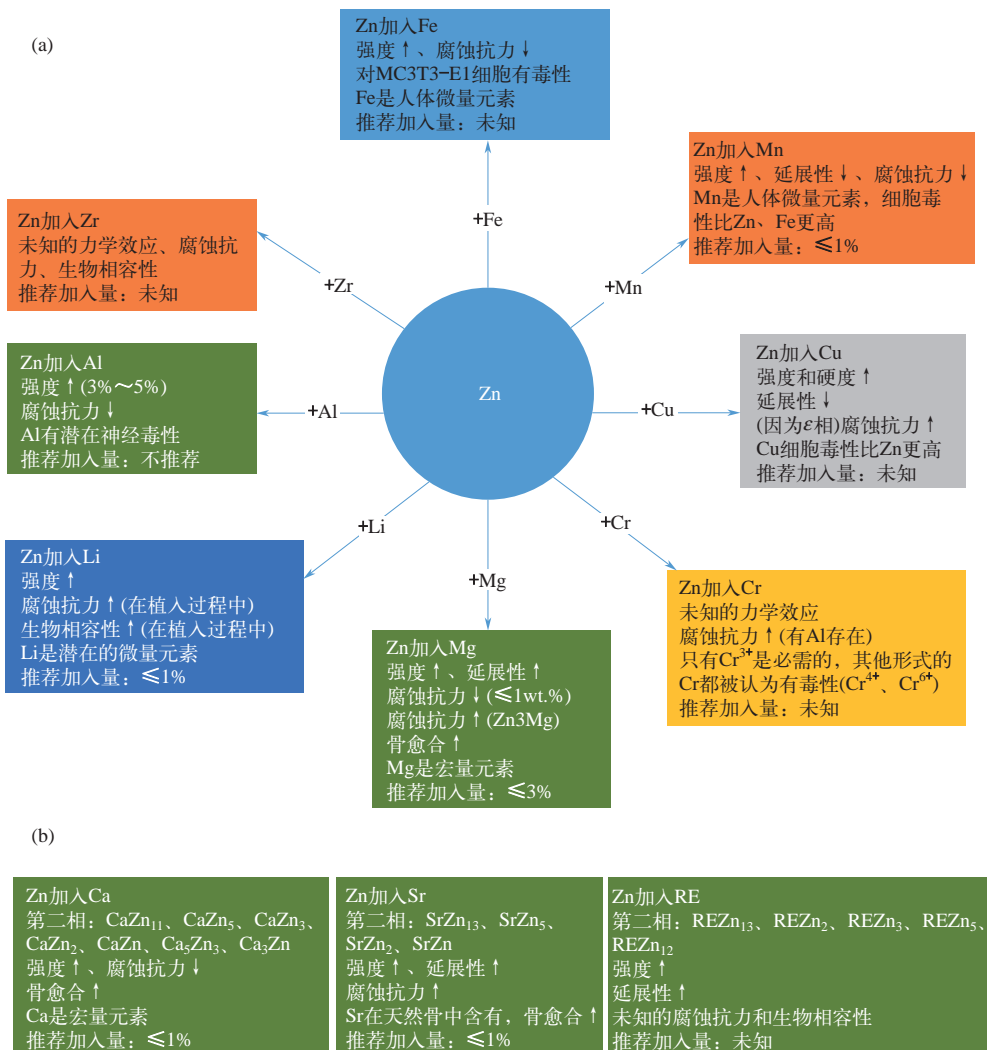 (a)
Zn加入Fe
强度↑、腐蚀抗力↓
对MC3T3-E1细胞有毒性
Fe是人体微量元素
推荐加入量：未知
Zn加入Mn
强度↑、延展性↓、腐蚀抗力↓
Mn是人体微量元素，细胞毒
性比Zn、Fe更高
推荐加入量：≤1%
+Fe
Zn加入Zr
未知的力学效应、腐蚀抗
力、生物相容性
推荐加入量：未知
+Zr
+Mn
Zn加入Al
强度↑(3%～5%)
腐蚀抗力↓
Al有潜在神经毒性
推荐加入量：不推荐
+Al
Zn
+Cu
Zn加入Cu
强度和硬度↑
延展性↓
(因为ε相)腐蚀抗力↑
Cu细胞毒性比Zn更高
推荐加入量：未知
+Li
+Cr
+Mg
Zn加入Li
强度↑
腐蚀抗力↑(在植入过程中)
生物相容性↑(在植入过程中)
Li是潜在的微量元素
推荐加入量：≤1%
Zn加入Mg
强度↑、延展性↑
腐蚀抗力↓(≤1wt.%)
腐蚀抗力↑(Zn3Mg)
骨愈合↑
Mg是宏量元素
推荐加入量：≤3%
Zn加入Cr
未知的力学效应
腐蚀抗力↑(有Al存在)
只有Cr³⁺是必需的，其他形式的
Cr都被认为有毒性(Cr⁴⁺、Cr⁶⁺)
推荐加入量：未知
(b)
Zn加入Ca
第二相：CaZn₁₁、CaZn₅、CaZn₃、
CaZn₂、CaZn、Ca₅Zn₃、Ca₃Zn
强度↑、腐蚀抗力↓
骨愈合↑
Ca是宏量元素
推荐加入量：≤1%
Zn加入Sr
第二相：SrZn₁₃、SrZn₅、
SrZn₂、SrZn
强度↑、延展性↑
腐蚀抗力↑
Sr在天然骨中含有，骨愈合↑
推荐加入量：≤1%
Zn加入RE
第二相：REZn₁₃、REZn₂、REZn₃、REZn₅、
REZn₁₂
强度↑
延展性↑
未知的腐蚀抗力和生物相容性
推荐加入量：未知